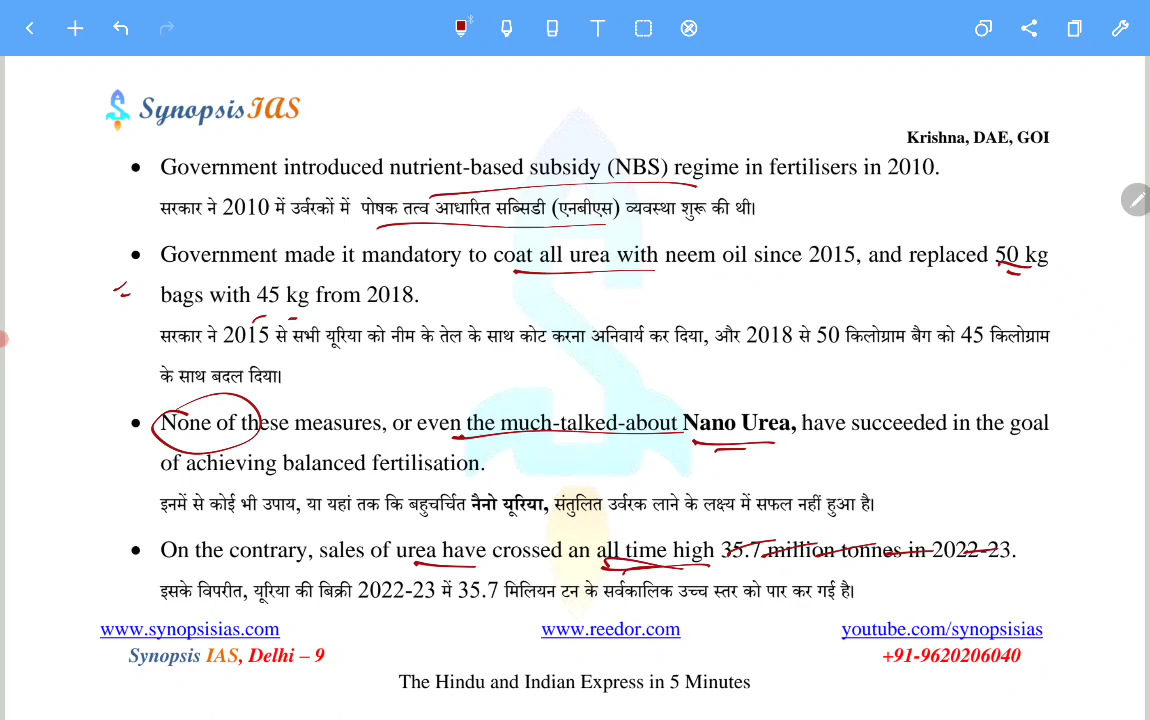 Synopsis IAS
Krishna, DAE, GOI
• Government introduced nutrient-based subsidy (NBS) regime in fertilisers in 2010.
सरकार ने 2010 में उर्वरकों में पोषक तत्व आधारित सब्सिडी (एनबीएस) व्यवस्था शुरू की थी।
• Government made it mandatory to coat all urea with neem oil since 2015, and replaced 50 kg
bags with 45 kg from 2018.
सरकार ने 2015 से सभी यूरिया को नीम के तेल के साथ कोट करना अनिवार्य कर दिया, और 2018 से 50 किलोग्राम बैग को 45 किलोग्राम
के साथ बदल दिया।
• None of these measures, or even the much-talked-about Nano Urea, have succeeded in the goal
of achieving balanced fertilisation.
इनमें से कोई भी उपाय, या यहां तक कि बहुचर्चित नैनो यूरिया, संतुलित उर्वरक लाने के लक्ष्य में सफल नहीं हुआ है।
• On the contrary, sales of urea have crossed an all time high 35.7 million tonnes in 2022-23.
इसके विपरीत, यूरिया की बिक्री 2022-23 में 35.7 मिलियन टन के सर्वकालिक उच्च स्तर को पार कर गई है।
www.synopsisias.com www.reedor.com youtube.com/synopsisias
Synopsis IAS, Delhi – 9 +91-9620206040
The Hindu and Indian Express in 5 Minutes